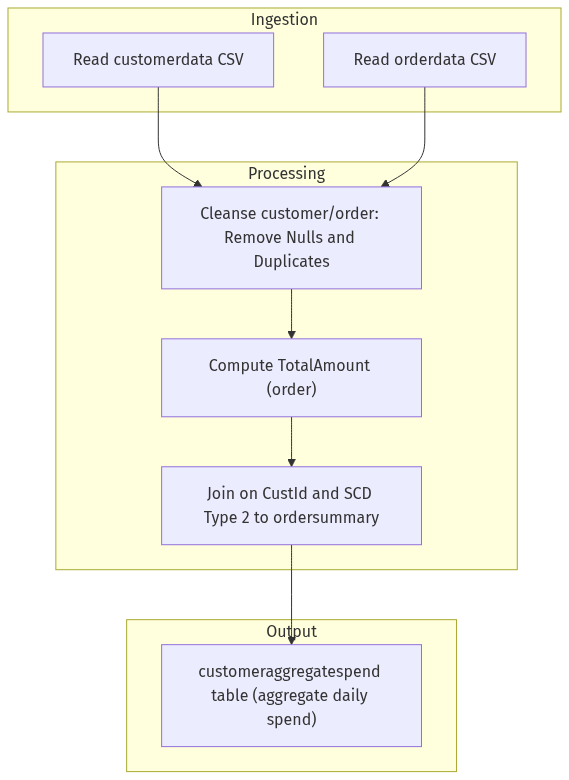 Ingestion
Read customerdata CSV
Read orderdata CSV
Processing
Cleanse customer/order:
Remove Nulls and
Duplicates
Compute TotalAmount
(order)
Join on CustId and SCD
Type 2 to ordersummary
Output
customeraggregatespend
table (aggregate daily
spend)